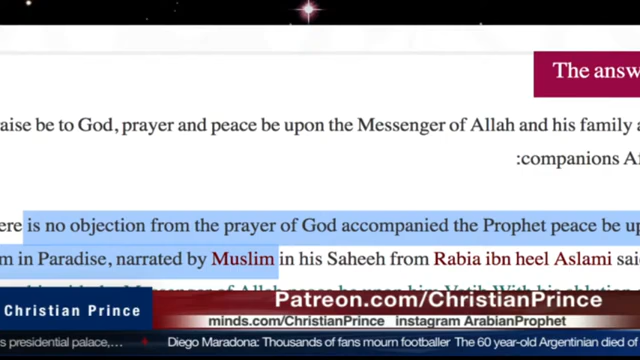 The answ
aise be to God, prayer and peace be upon the Messenger of Allah and his family a
:companions Af
ere is no objection from the prayer of God accompanied the Prophet peace be up
m in Paradise, narrated by Muslim in his Saheeh from Rabia ibn heel Aslami said
Christian Prince
Patreon.com/ChristianPrince
minds.com/ChristianPrince instagram ArabianProphet
s presidential palace,... Diego Maradona: Thousands of fans mourn footballer The 60 year-old Argentinian died of